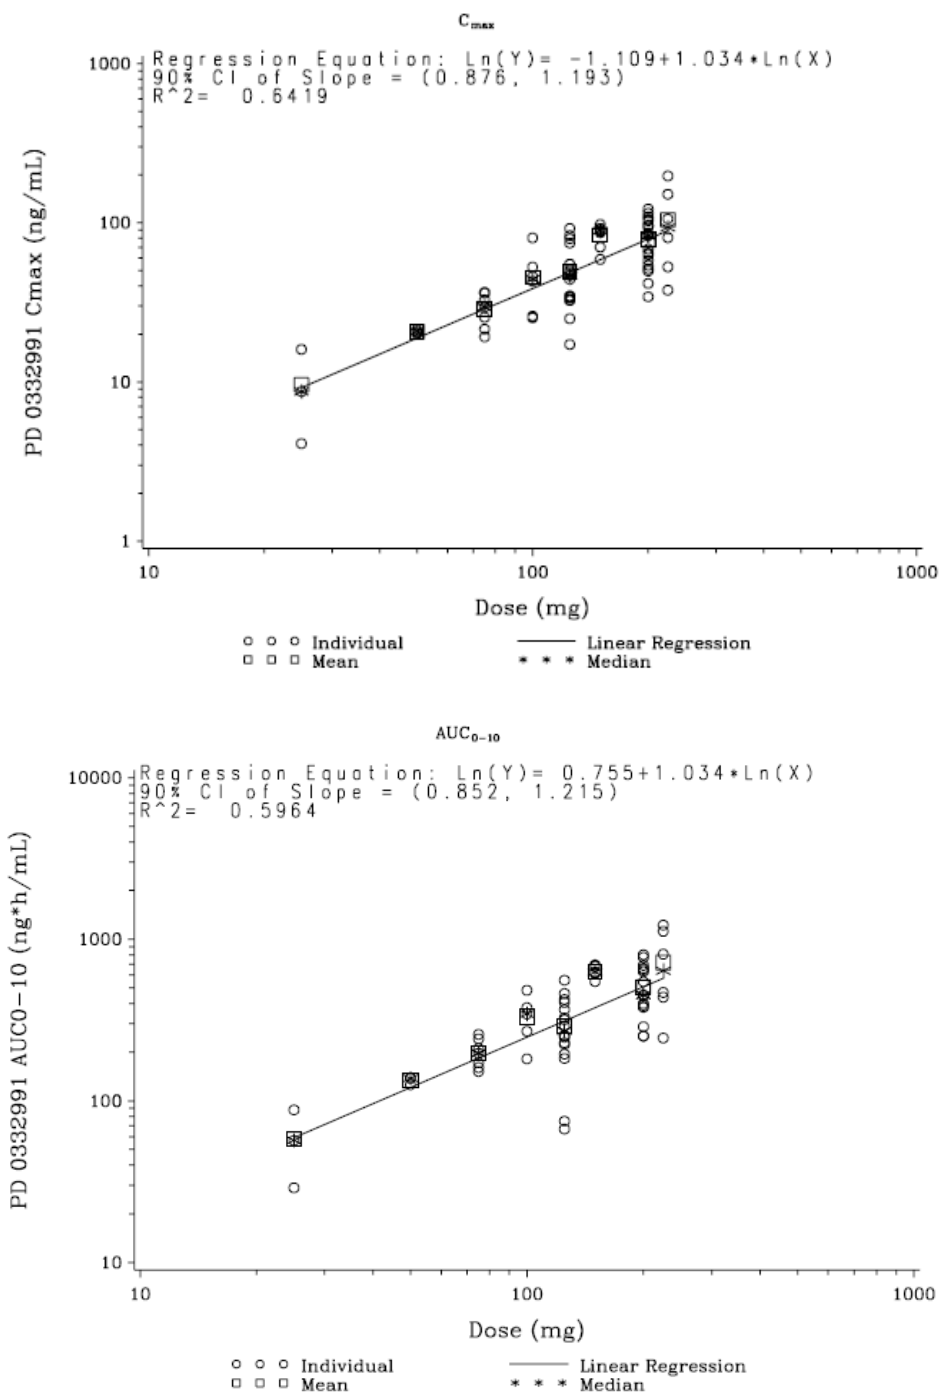 Cmax
Regression Equation: Ln(Y)= -1.109+1.034*Ln(X)
90% CI of Slope = (0.876, 1.193)
R^2= 0.6419
1000
100
10
1
PD 0332991 Cmax (ng/mL)
10 100 1000
Dose (mg)
○ ○ ○ Individual —— Linear Regression
□ □ □ Mean * * * Median
AUC0-10
Regression Equation: Ln(Y)= 0.755+1.034*Ln(X)
90% CI of Slope = (0.852, 1.215)
R^2= 0.5964
10000
1000
100
10
PD 0332991 AUC0-10 (ng*h/mL)
10 100 1000
Dose (mg)
○ ○ ○ Individual —— Linear Regression
□ □ □ Mean * * * Median